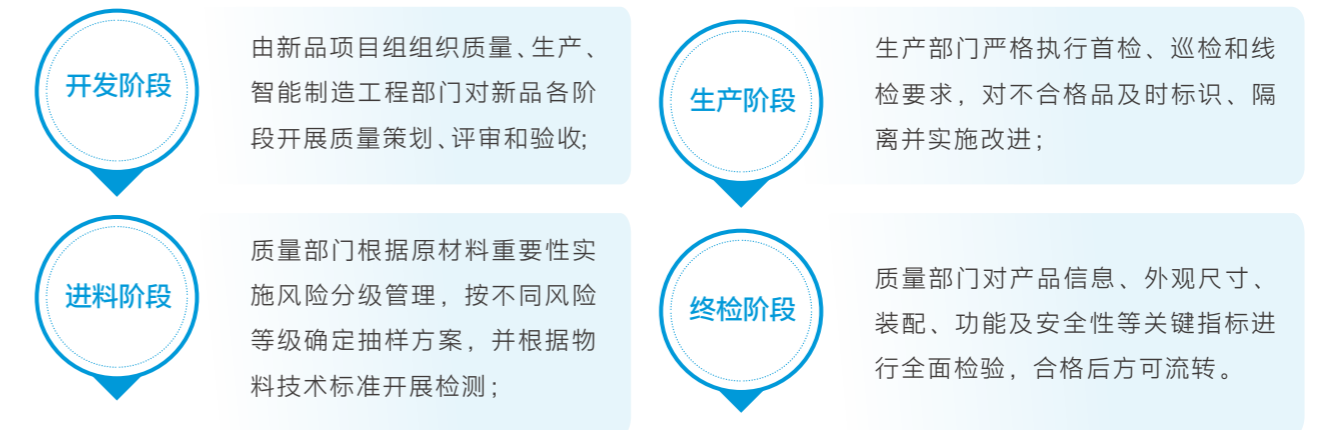 开发阶段
由新品项目组组织质量、生产、
智能制造工程部门对新品各阶
段开展质量策划、评审和验收;
进料阶段
质量部门根据原材料重要性实
施风险分级管理，按不同风险
等级确定抽样方案，并根据物
料技术标准开展检测；
生产阶段
生产部门严格执行首检、巡检和线
检要求，对不合格品及时标识、隔
离并实施改进；
终检阶段
质量部门对产品信息、外观尺寸、
装配、功能及安全性等关键指标进
行全面检验，合格后方可流转。